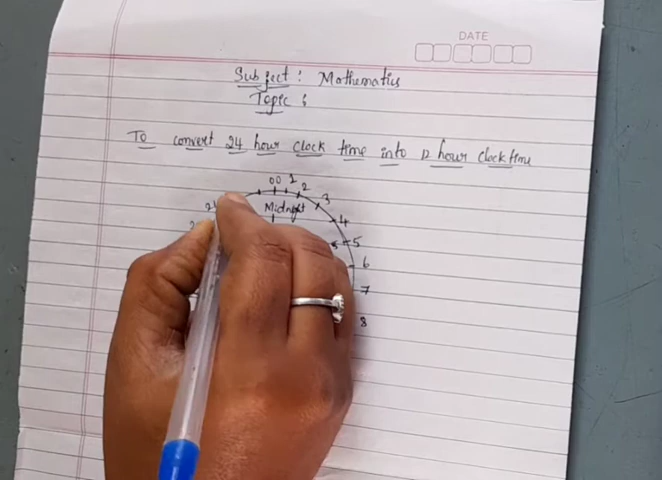 DATE
Subject : Mathematics
Topic :
To convert 24 hour clock time into 12 hour clock time
00 1 2 3 4 5 6 7 8
Midnight
21